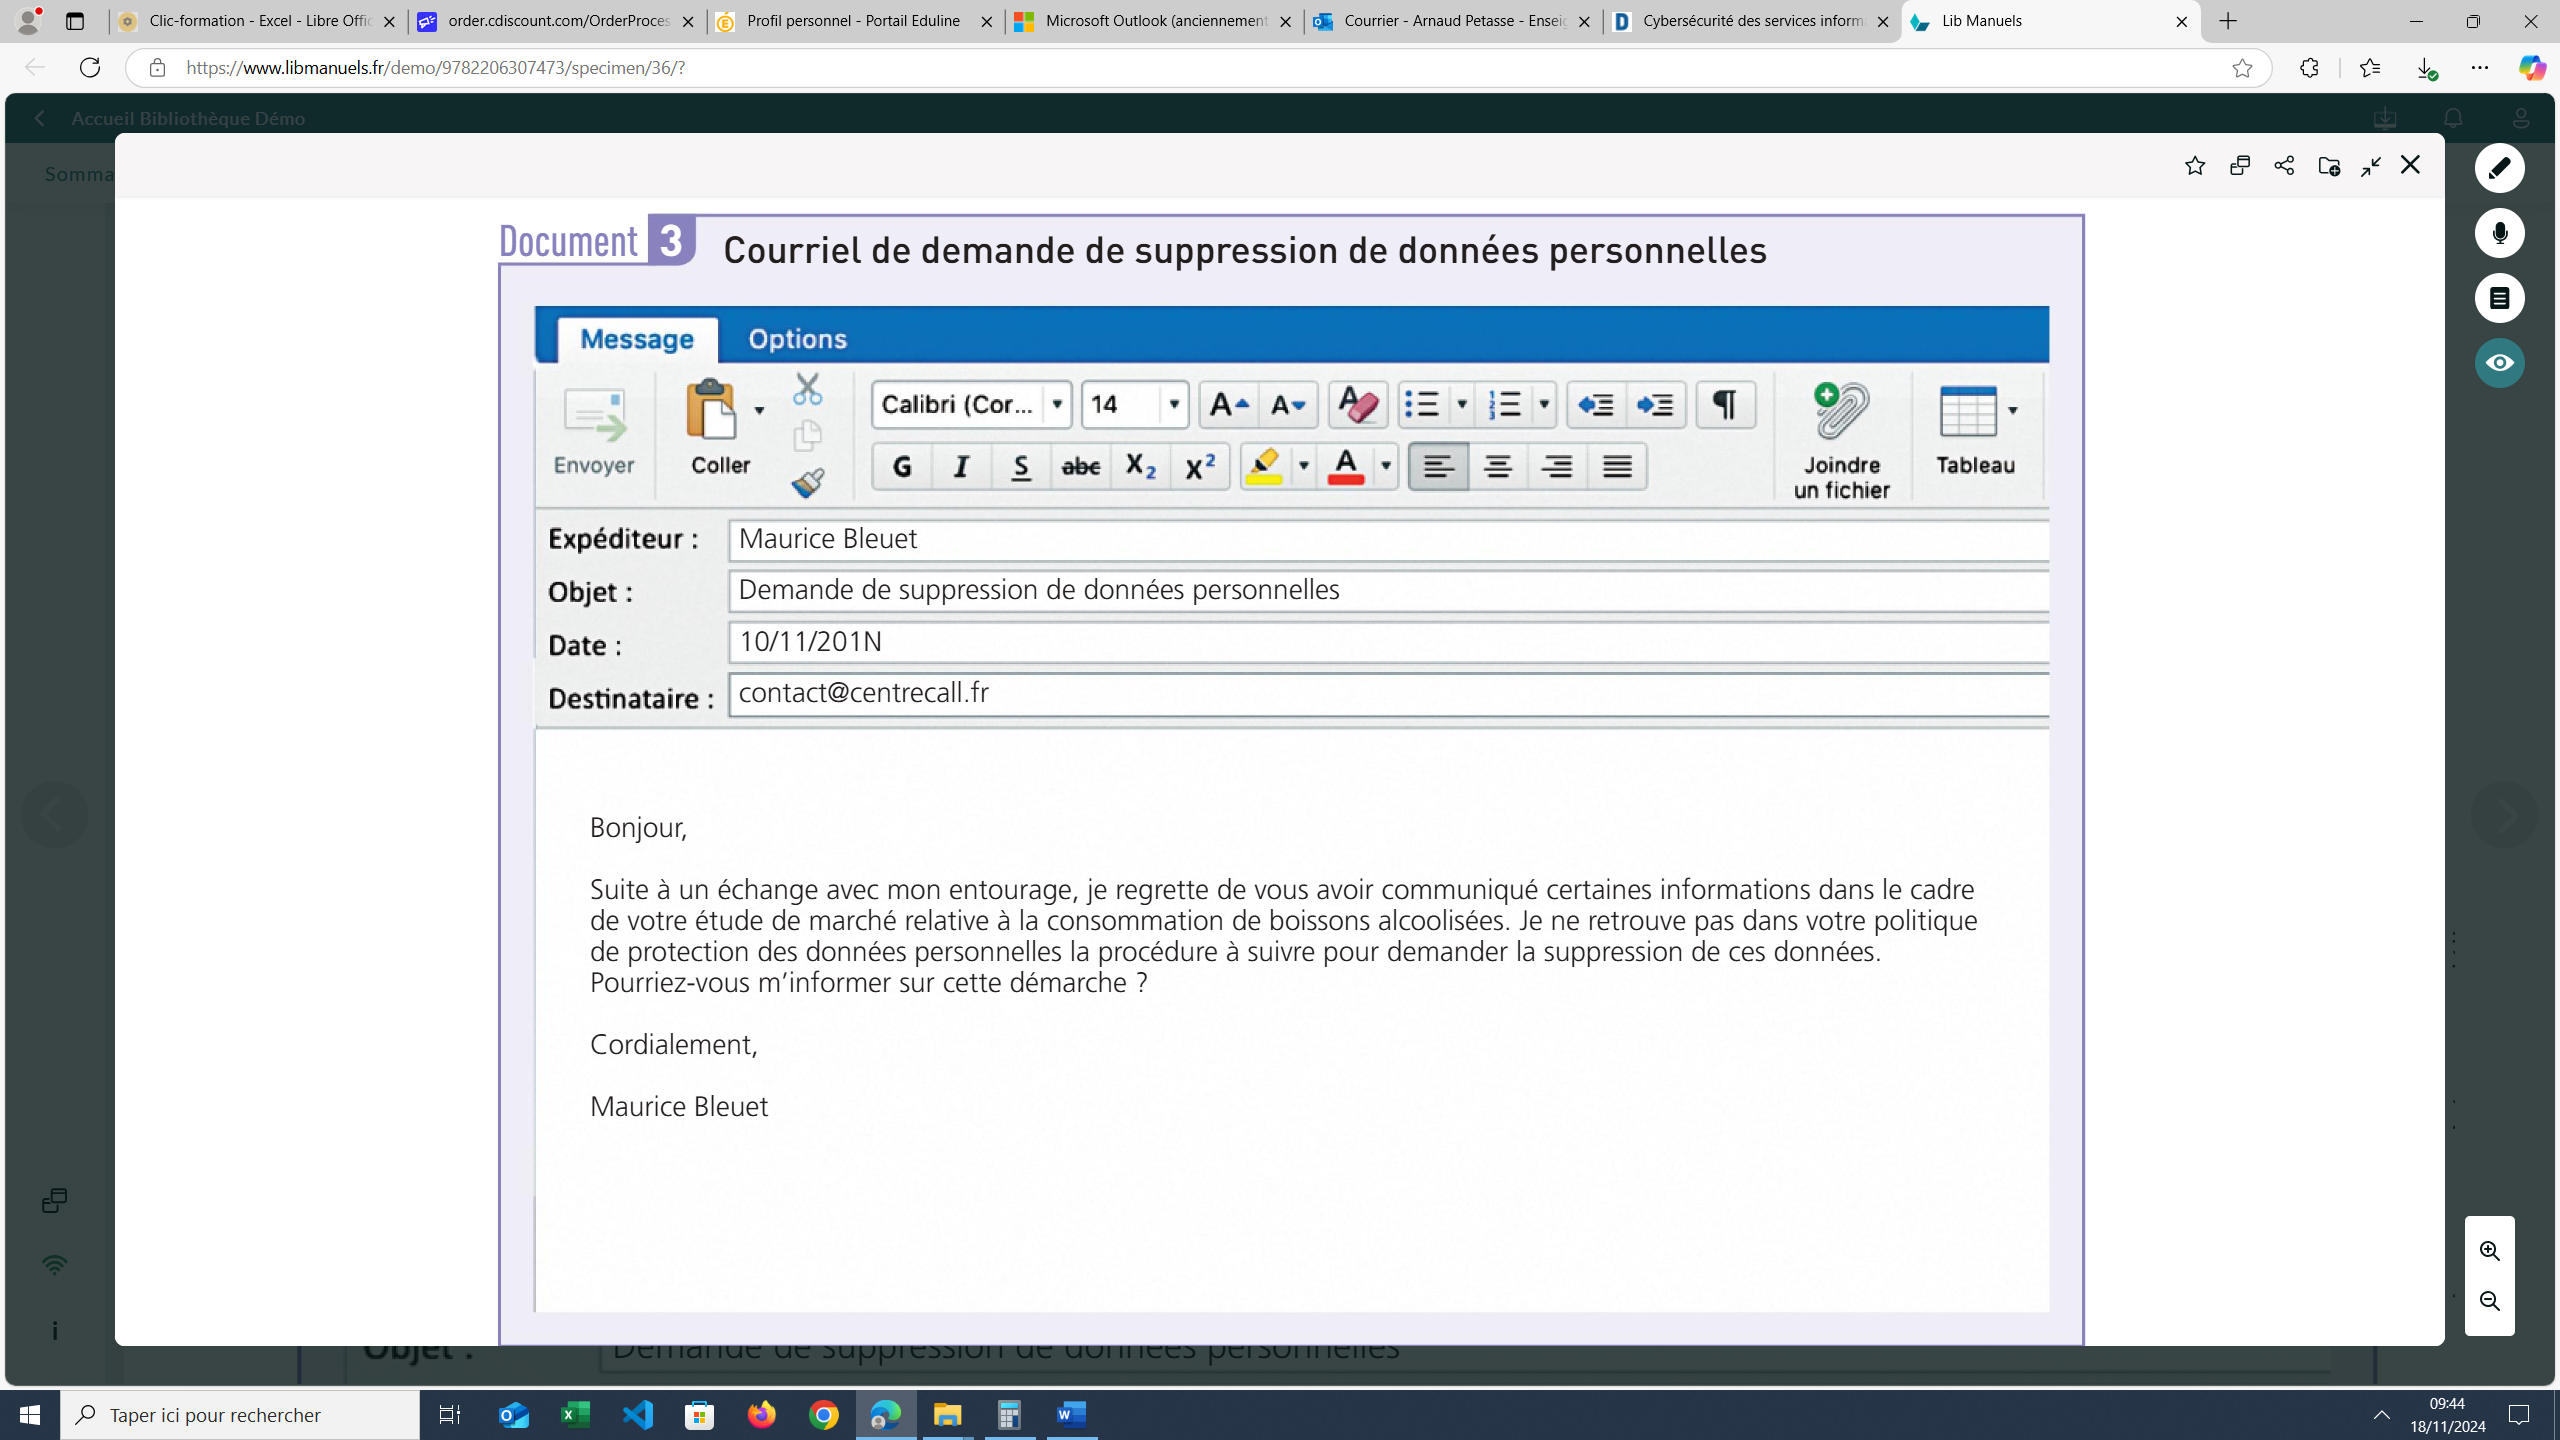 Clic-formation - Excel - Libre Offic
order.cdiscount.com/OrderProces
Profil personnel - Portail Eduline
Microsoft Outlook (anciennement
Courrier - Arnaud Petasse - Enseig
Cybersécurité des services inform
Lib Manuels
https://www.libmanuels.fr/demo/9782206307473/specimen/36/?
Accueil Bibliothèque Démo
Somma
Document 3 Courriel de demande de suppression de données personnelles
Message Options
Calibri (Cor... 14
Envoyer Coller
G I S abc X2 X2
Joindre
un fichier
Tableau
Expéditeur : Maurice Bleuet
Objet : Demande de suppression de données personnelles
Date : 10/11/201N
Destinataire : contact@centrecall.fr
Bonjour,
Suite à un échange avec mon entourage, je regrette de vous avoir communiqué certaines informations dans le cadre
de votre étude de marché relative à la consommation de boissons alcoolisées. Je ne retrouve pas dans votre politique
de protection des données personnelles la procédure à suivre pour demander la suppression de ces données.
Pourriez-vous m’informer sur cette démarche ?
Cordialement,
Maurice Bleuet
Objet : Demande de suppression de données personnelles
Taper ici pour rechercher
09:44
18/11/2024